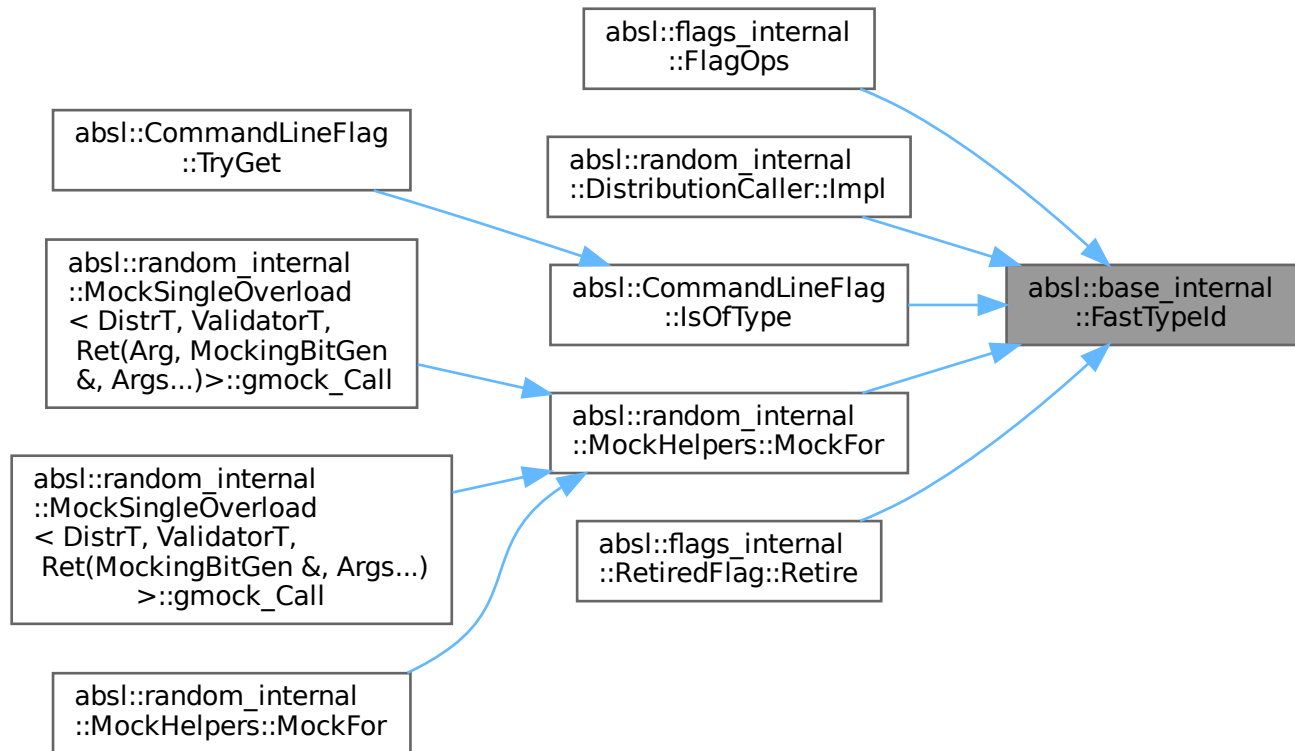 absl::flags_internal
::FlagOps
absl::CommandLineFlag
::TryGet
absl::random_internal
::DistributionCaller::Impl
absl::random_internal
::MockSingleOverload
< DistrT, ValidatorT,
Ret(Arg, MockingBitGen
&, Args...)>::gmock_Call
absl::CommandLineFlag
::IsOfType
absl::base_internal
::FastTypeId
absl::random_internal
::MockHelpers::MockFor
absl::random_internal
::MockSingleOverload
< DistrT, ValidatorT,
Ret(MockingBitGen &, Args...)
>::gmock_Call
absl::flags_internal
::RetiredFlag::Retire
absl::random_internal
::MockHelpers::MockFor